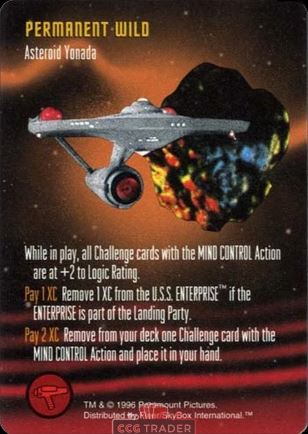 PERMANENT WILD
Asteroid Yonada
While in play, all Challenge cards with the MIND CONTROL Action
are at +2 to Logic Rating.
Pay 1 XC Remove 1 XC from the U.S.S. ENTERPRISE™ if the
ENTERPRISE is part of the Landing Party.
Pay 2 XC Remove from your deck one Challenge card with the
MIND CONTROL Action and place it in your hand.
TM & © 1996 Paramount Pictures.
Distributed by Fleer/SkyBox International.™
CCG TRADER